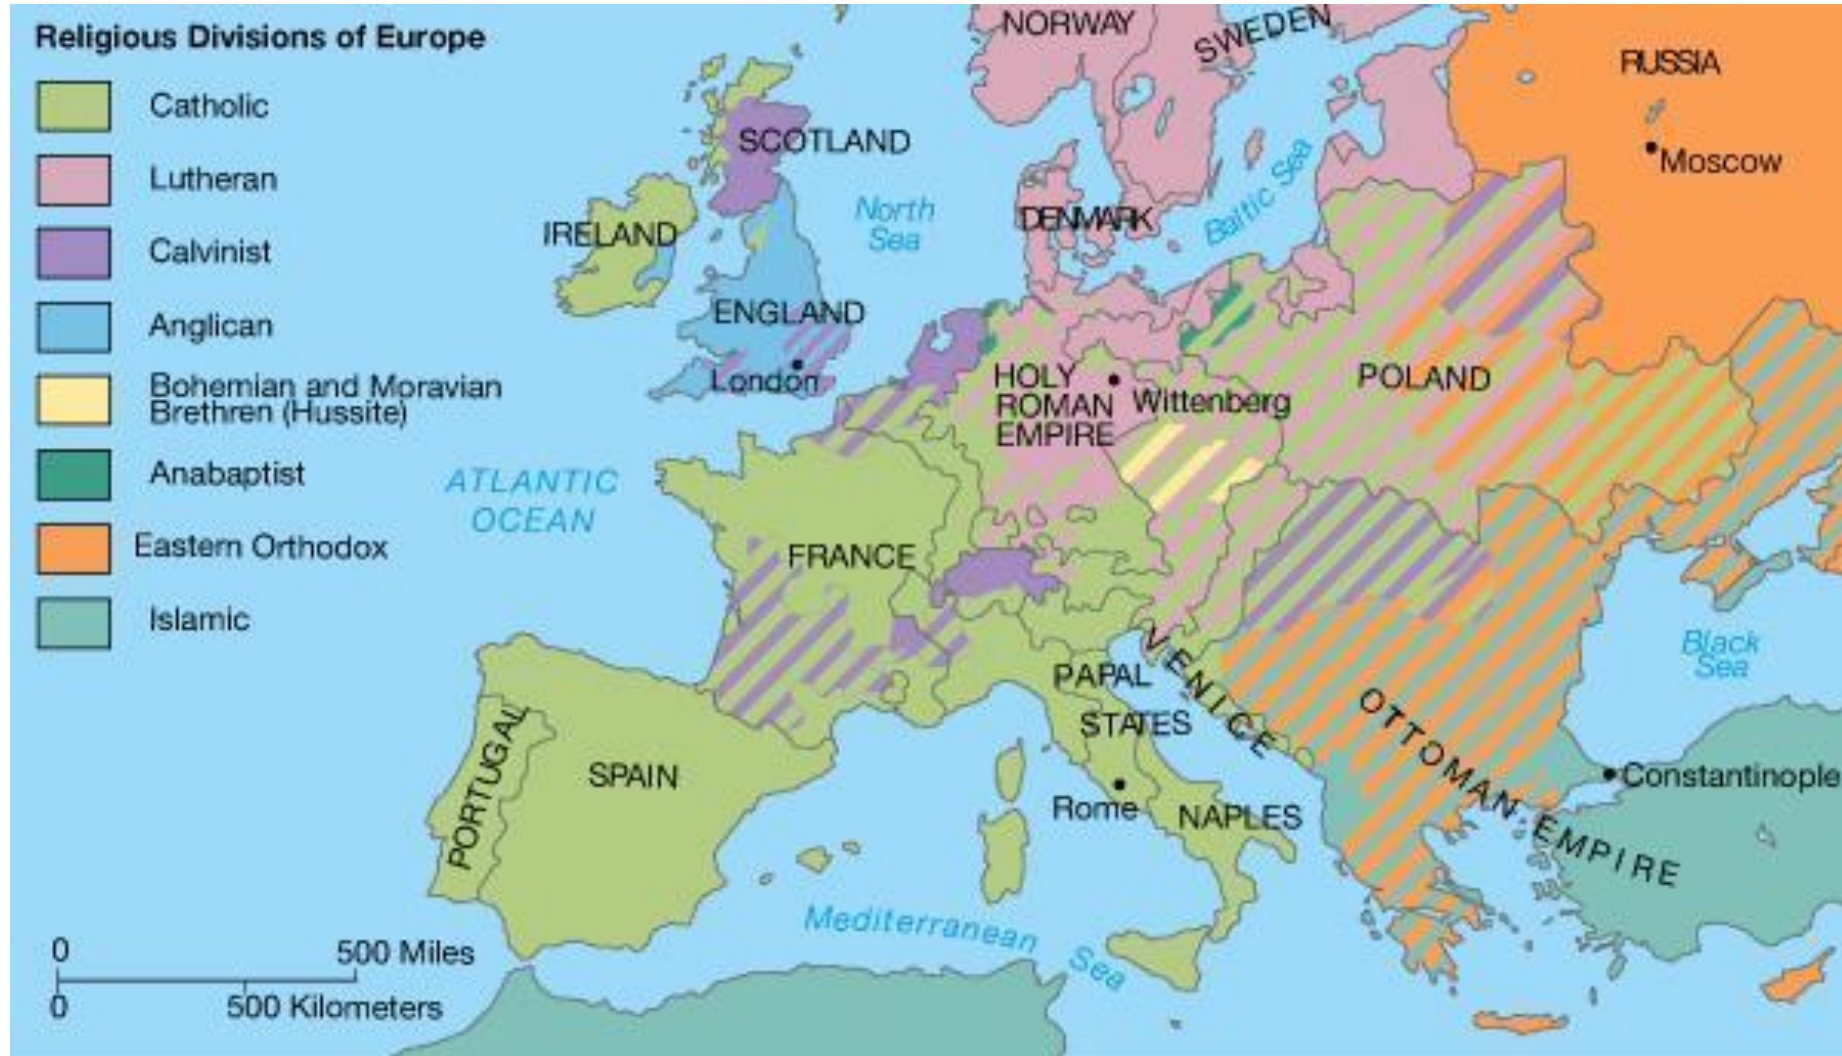 Religious Divisions of Europe
Catholic
Lutheran
Calvinist
Anglican
Bohemian and Moravian
Brethren (Hussite)
Anabaptist
Eastern Orthodox
Islamic
NORWAY
SWEDEN
RUSSIA
Moscow
SCOTLAND
North
Sea
Baltic Sea
DENMARK
IRELAND
ENGLAND
London
HOLY
ROMAN
EMPIRE
Wittenberg
POLAND
ATLANTIC
OCEAN
FRANCE
Black
Sea
VENICE
PAPAL
STATES
OTTOMAN EMPIRE
Constantinople
PORTUGAL
SPAIN
Rome
NAPLES
Mediterranean Sea
0 500 Miles
0 500 Kilometers